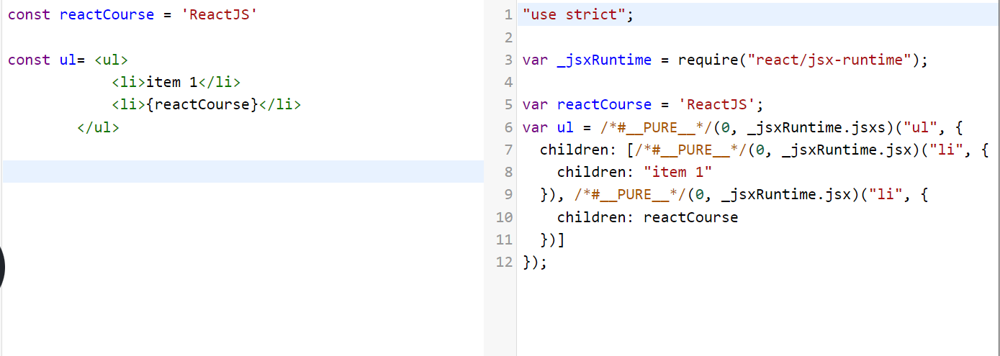 const reactCourse = 'ReactJS'
const ul= <ul>
            <li>item 1</li>
            <li>{reactCourse}</li>
        </ul>
1 "use strict";
2
3 var _jsxRuntime = require("react/jsx-runtime");
4
5 var reactCourse = 'ReactJS';
6 var ul = /*#__PURE__*/(0, _jsxRuntime.jsxs)("ul", {
7   children: [/*#__PURE__*/(0, _jsxRuntime.jsx)("li", {
8     children: "item 1"
9   }), /*#__PURE__*/(0, _jsxRuntime.jsx)("li", {
10     children: reactCourse
11   })]
12 });